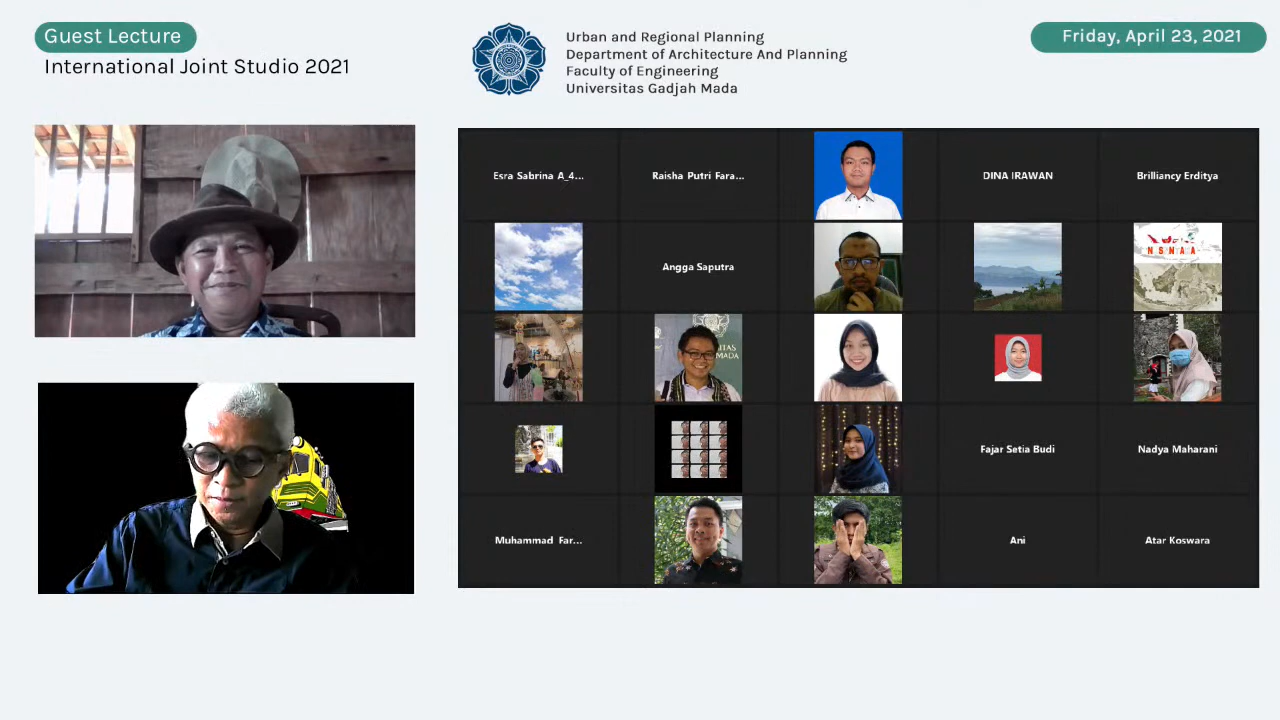 Guest Lecture
International Joint Studio 2021
Urban and Regional Planning
Department of Architecture And Planning
Faculty of Engineering
Universitas Gadjah Mada
Friday, April 23, 2021
Esra Sabrina A_4...
Raisha Putri Fara...
DINA IRAWAN
Brilliancy Erditya
Angga Saputra
ITAS
MADA
Fajar Setia Budi
Nadya Maharani
Muhammad Far...
Ani
Atar Koswara